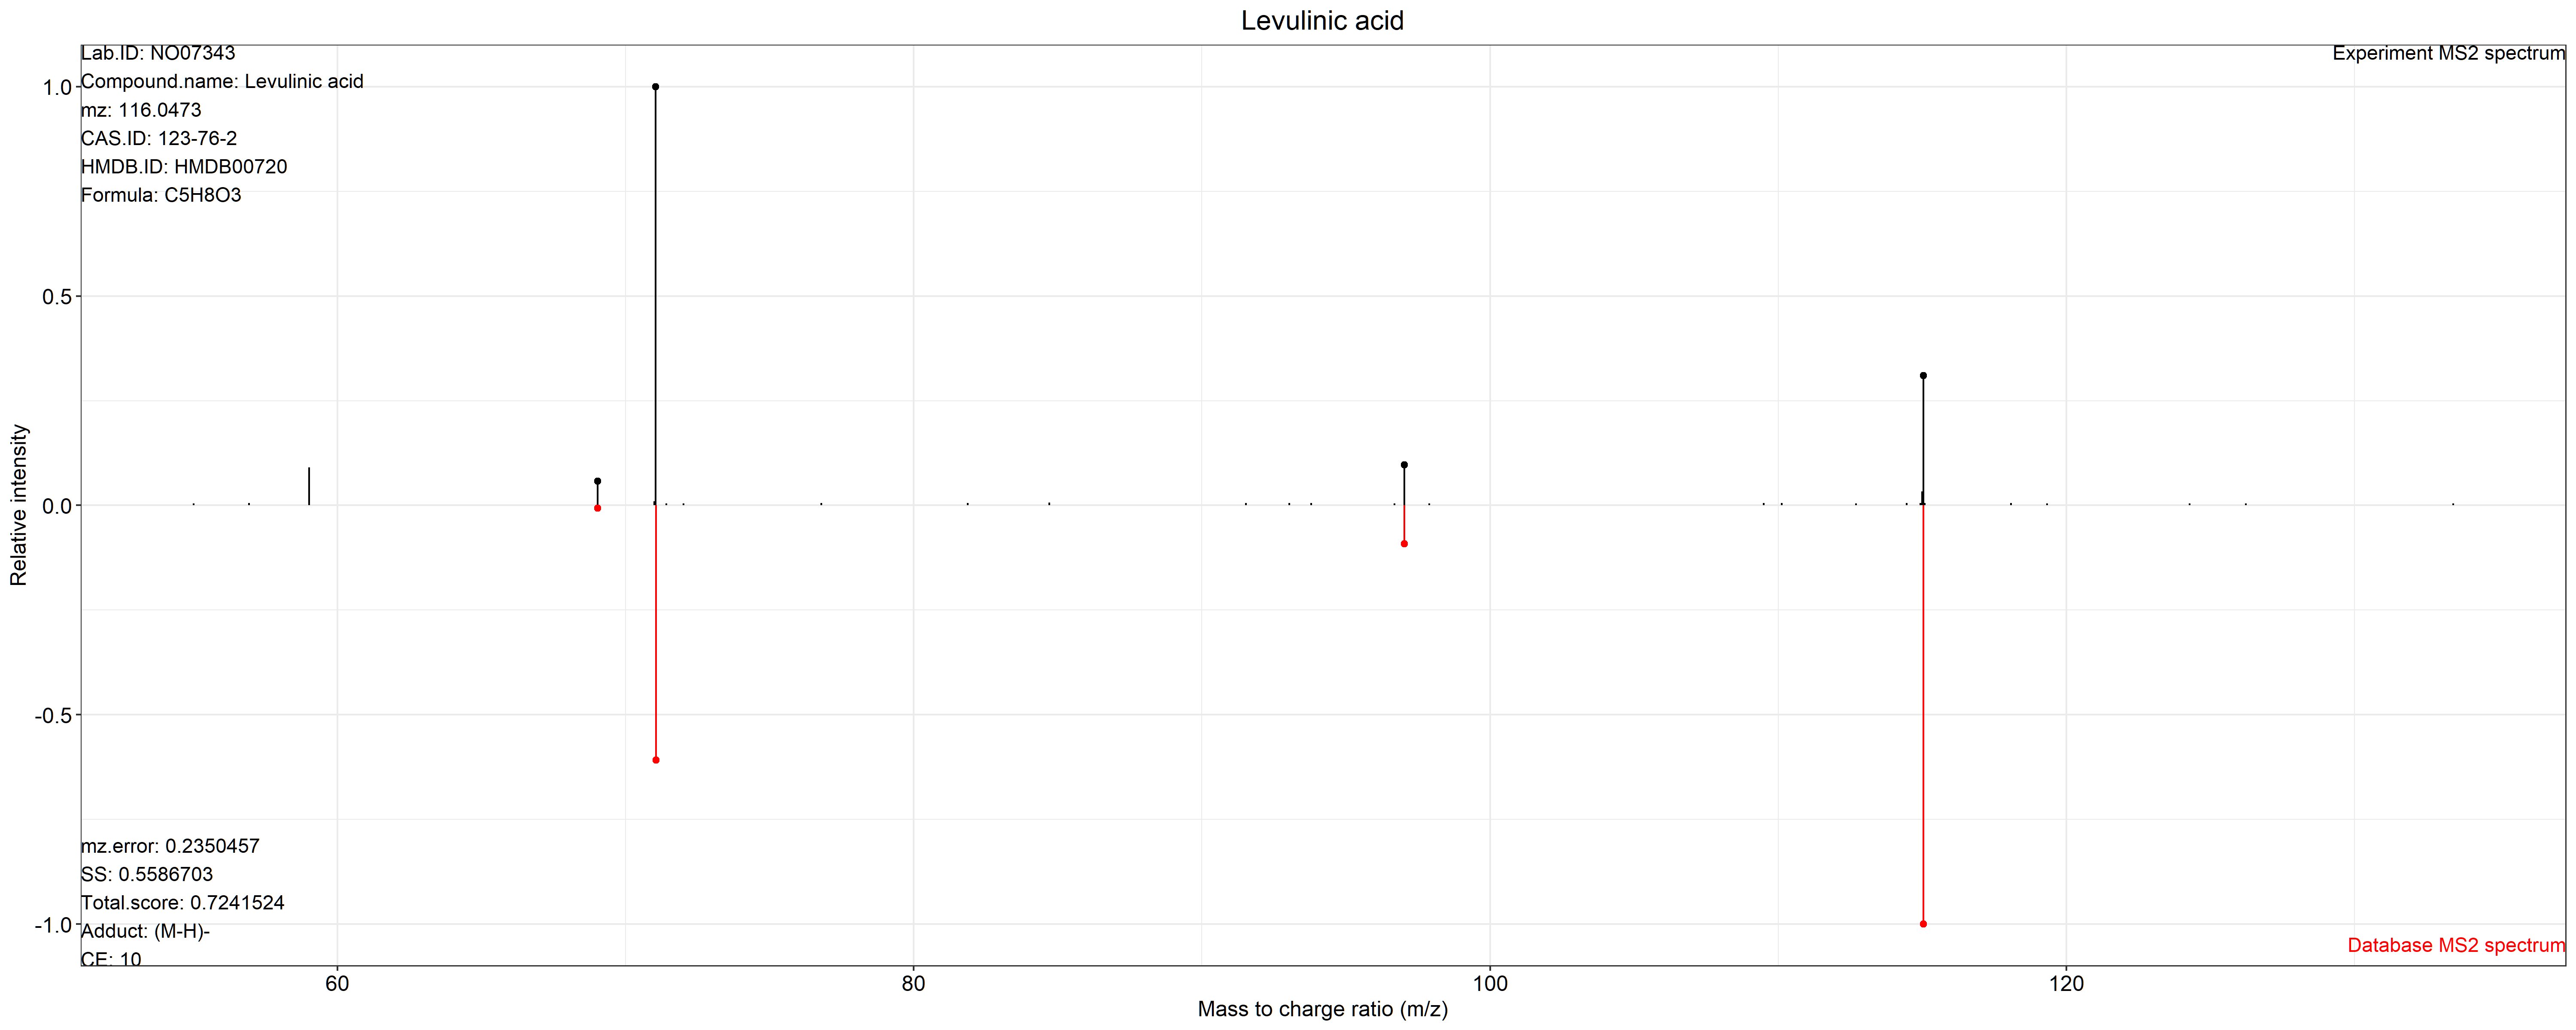 Levulinic acid
Lab.ID: NO07343
Experiment MS2 spectrum
Compound.name: Levulinic acid
mz: 116.0473
CAS.ID: 123-76-2
HMDB.ID: HMDB00720
Formula: C5H8O3
1.0
0.5
0.0
-0.5
-1.0
Relative intensity
mz.error: 0.2350457
SS: 0.5586703
Total.score: 0.7241524
Adduct: (M-H)-
CE: 10
Database MS2 spectrum
60 80 100 120
Mass to charge ratio (m/z)